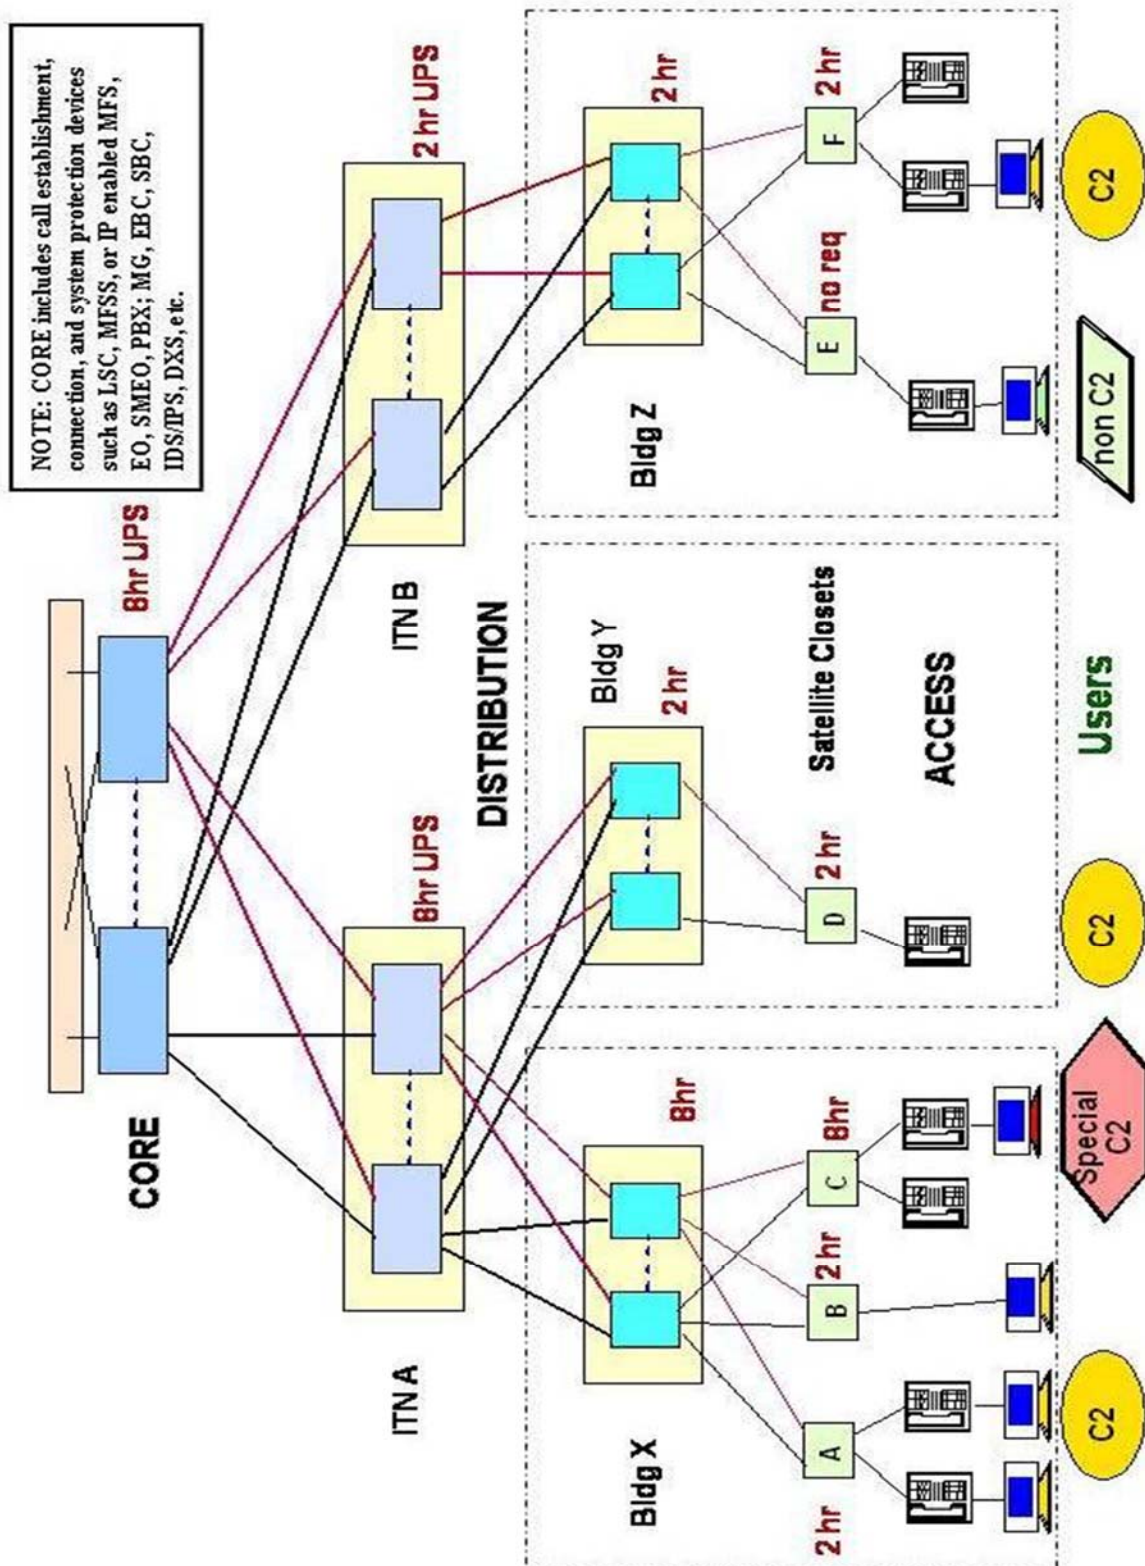 NOTE: CORE includes call establishment,
connection, and system protection devices
such as LSC, MFSS, or IP enabled MFS,
EO, SMEO, PBX; MG, EBC, SBC,
IDS/IPS, DXS, etc.
CORE
8hr UPS
ITN A
8hr UPS
ITN B
2 hr UPS
DISTRIBUTION
Bldg X
8hr
Bldg Y
2 hr
Bldg Z
2 hr
2 hr
A
B
2 hr
C
8hr
D
2 hr
Satellite Closets
E
no req
F
2 hr
ACCESS
C2
Special
C2
C2
Users
non C2
C2